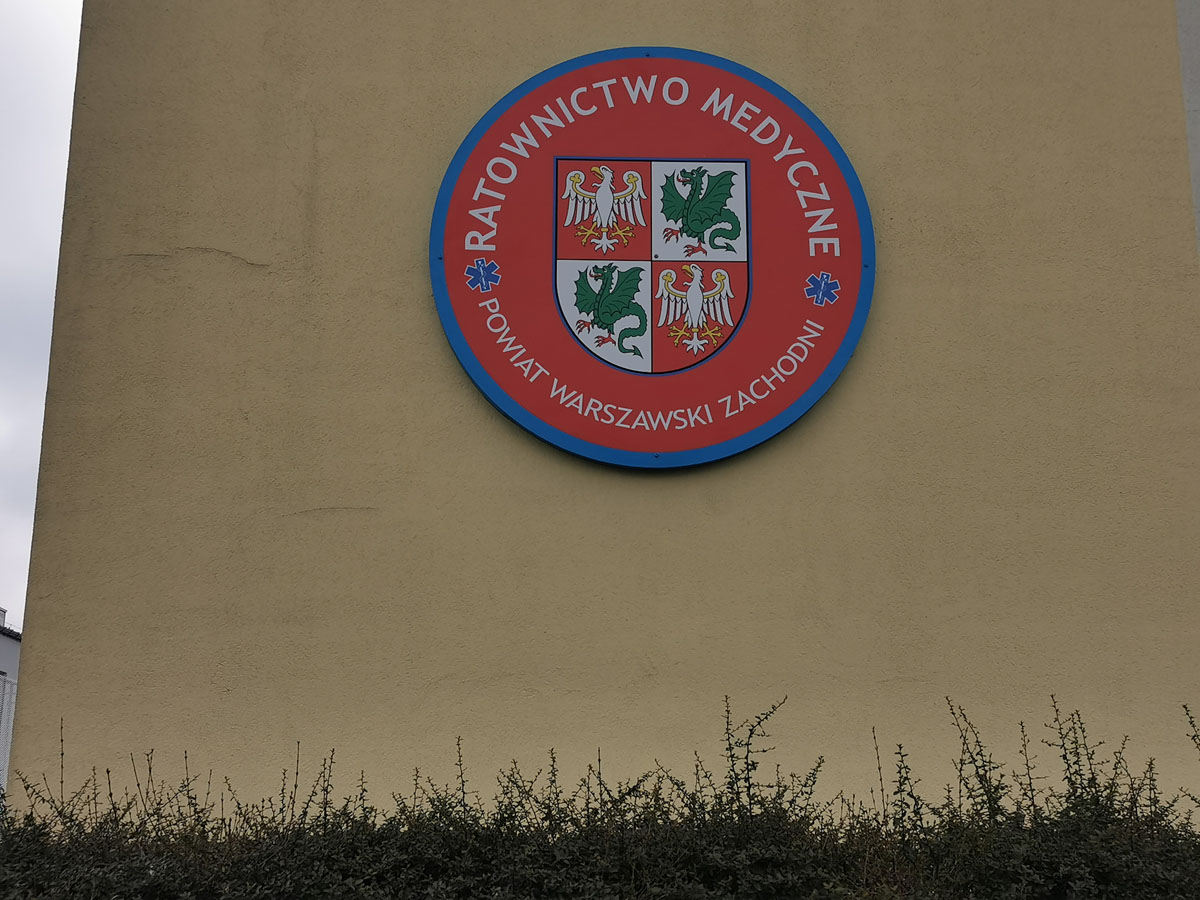 RATOWNICTWO MEDYCZNE
POWIAT WARSZAWSKI ZACHODNI